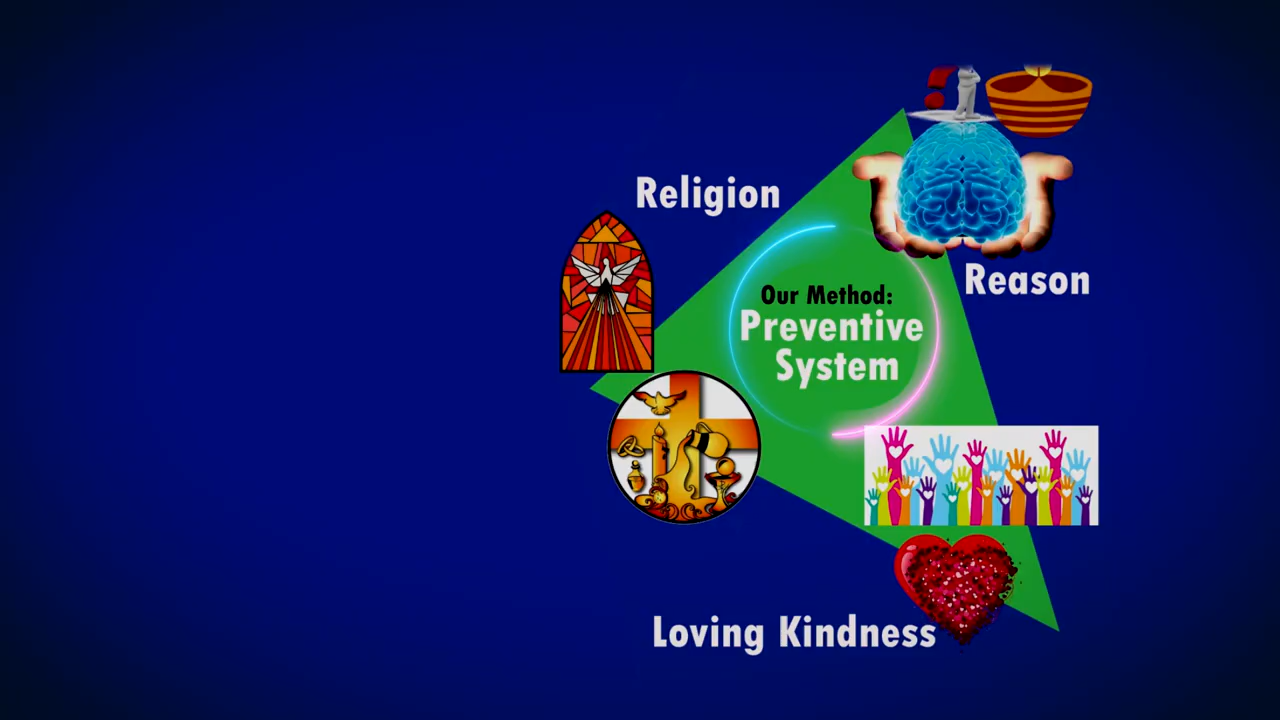 Religion
Reason
Our Method:
Preventive
System
Loving Kindness